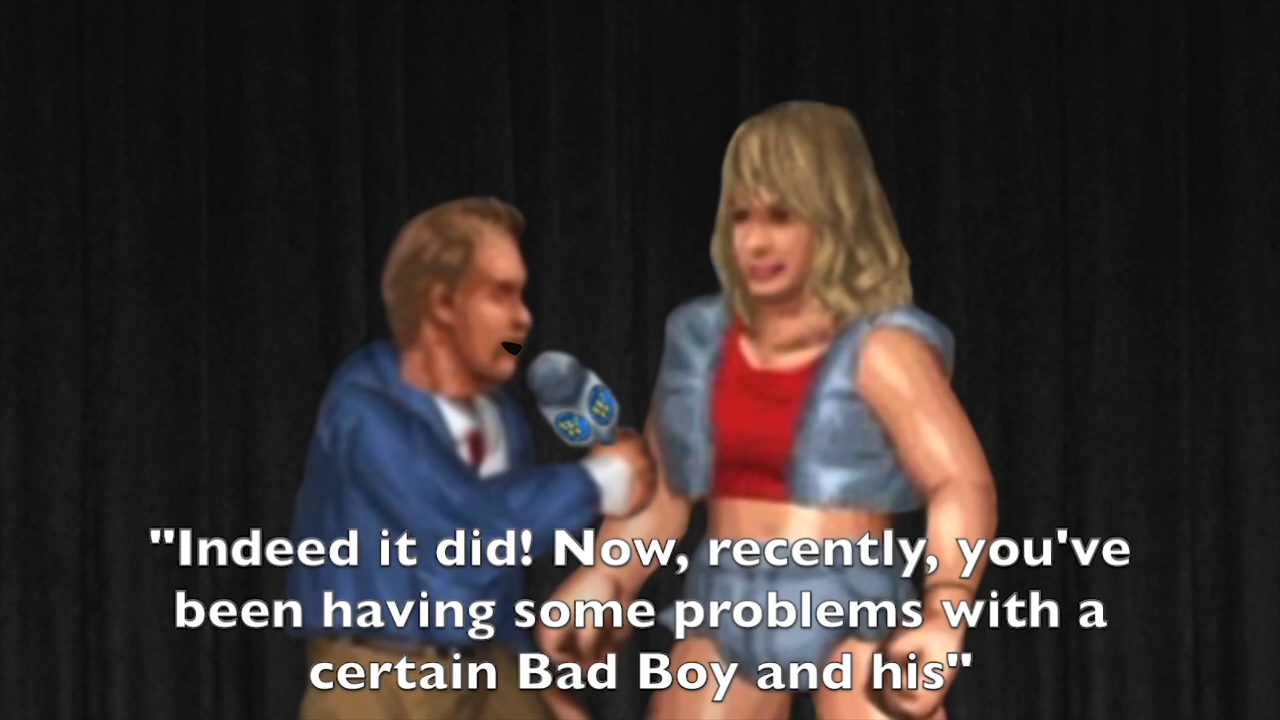 "Indeed it did! Now, recently, you've
been having some problems with a
certain Bad Boy and his"